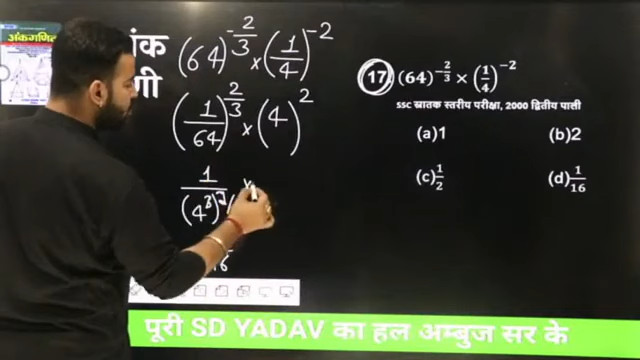 अंकगणित
अंक
णी
(64)^{-2/3} × (1/4)^{-2}
(1/64)^{2/3} × (4)^2
1/(4^3)^2/
17 (64)^{-2/3} × (1/4)^{-2}
SSC स्नातक स्तरीय परीक्षा, 2000 द्वितीय पाली
(a) 1
(b) 2
(c) 1/2
(d) 1/16
पूरी SD YADAV का हल अम्बुज सर के